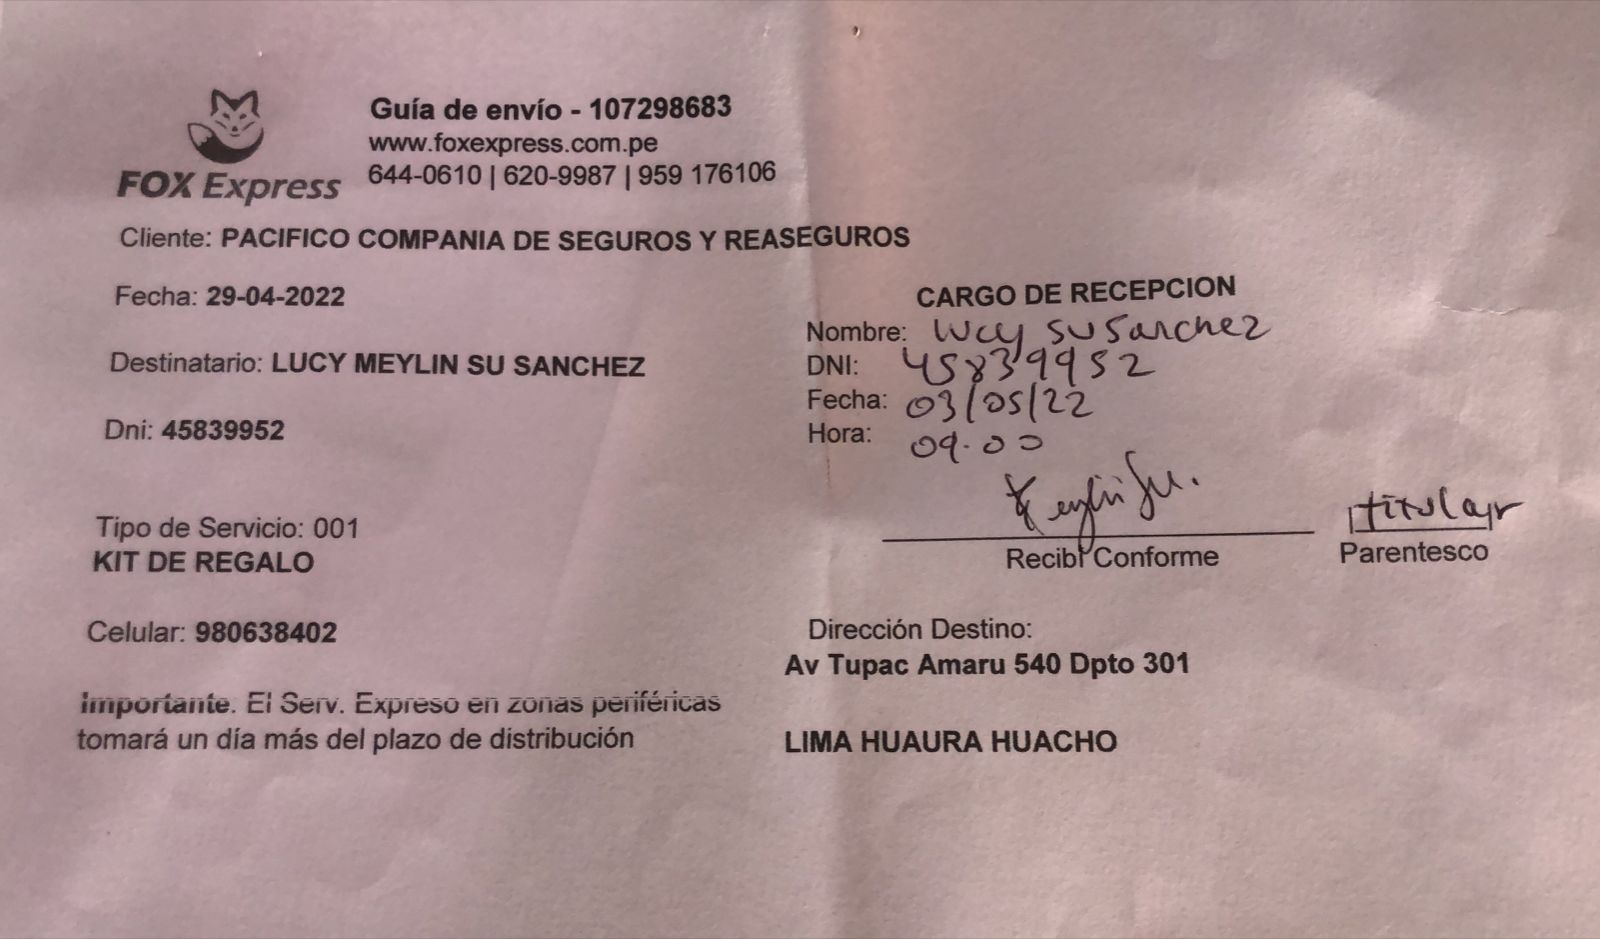 Guía de envío - 107298683
www.foxexpress.com.pe
FOX Express
644-0610 | 620-9987 | 959 176106
Cliente: PACIFICO COMPANIA DE SEGUROS Y REASEGUROS
Fecha: 29-04-2022
Destinatario: LUCY MEYLIN SU SANCHEZ
Dni: 45839952
Tipo de Servicio: 001
KIT DE REGALO
Celular: 980638402
Importante. El Serv. Expreso en zonas periféricas
tomará un día más del plazo de distribución
CARGO DE RECEPCION
Nombre: Lucy Su Sanchez
DNI: 45839952
Fecha: 03/05/22
Hora: 09.00
Meylin Su.
Recibí Conforme
titular
Parentesco
Dirección Destino:
Av Tupac Amaru 540 Dpto 301
LIMA HUAURA HUACHO